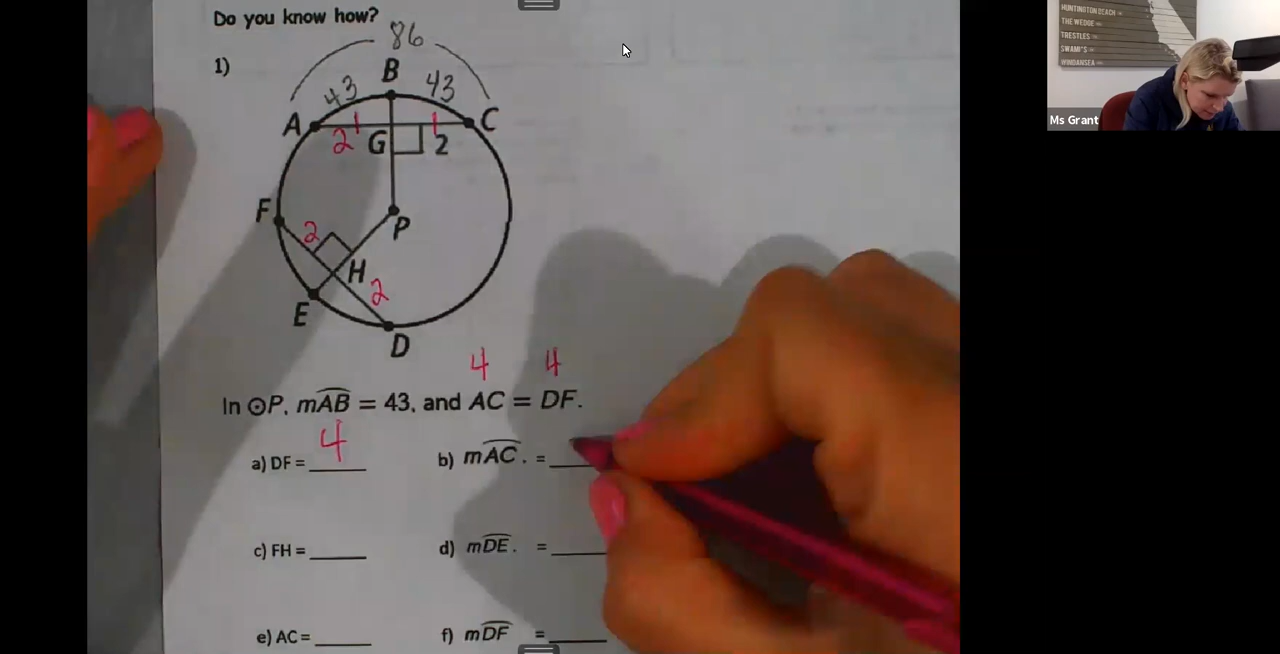 Do you know how?
86
1)
43 B 43
A C
2 G 2
F
P
2
H
2
E
D
4 4
In ⊙P, mAB = 43, and AC = DF.
4
a) DF = ____ b) mAC. = ____
c) FH = ____ d) mDE. = ____
e) AC = ____ f) mDF = ____
HUNTINGTON BEACH
THE WEDGE
TRESTLES
SWAMI'S
WINDANSEA
Ms Grant